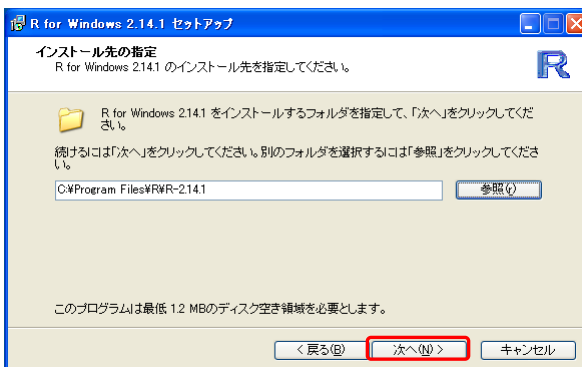 R for Windows 2.14.1 セットアップ
インストール先の指定
R for Windows 2.14.1 のインストール先を指定してください。
R
R for Windows 2.14.1 をインストールするフォルダを指定して、「次へ」をクリックしてくだ
さい。
続けるには「次へ」をクリックしてください。別のフォルダを選択するには「参照」をクリックしてくださ
い。
C:¥Program Files¥R¥R-2.14.1
参照(r)
このプログラムは最低 1.2 MBのディスク空き領域を必要とします。
< 戻る(B)
次へ(N) >
キャンセル